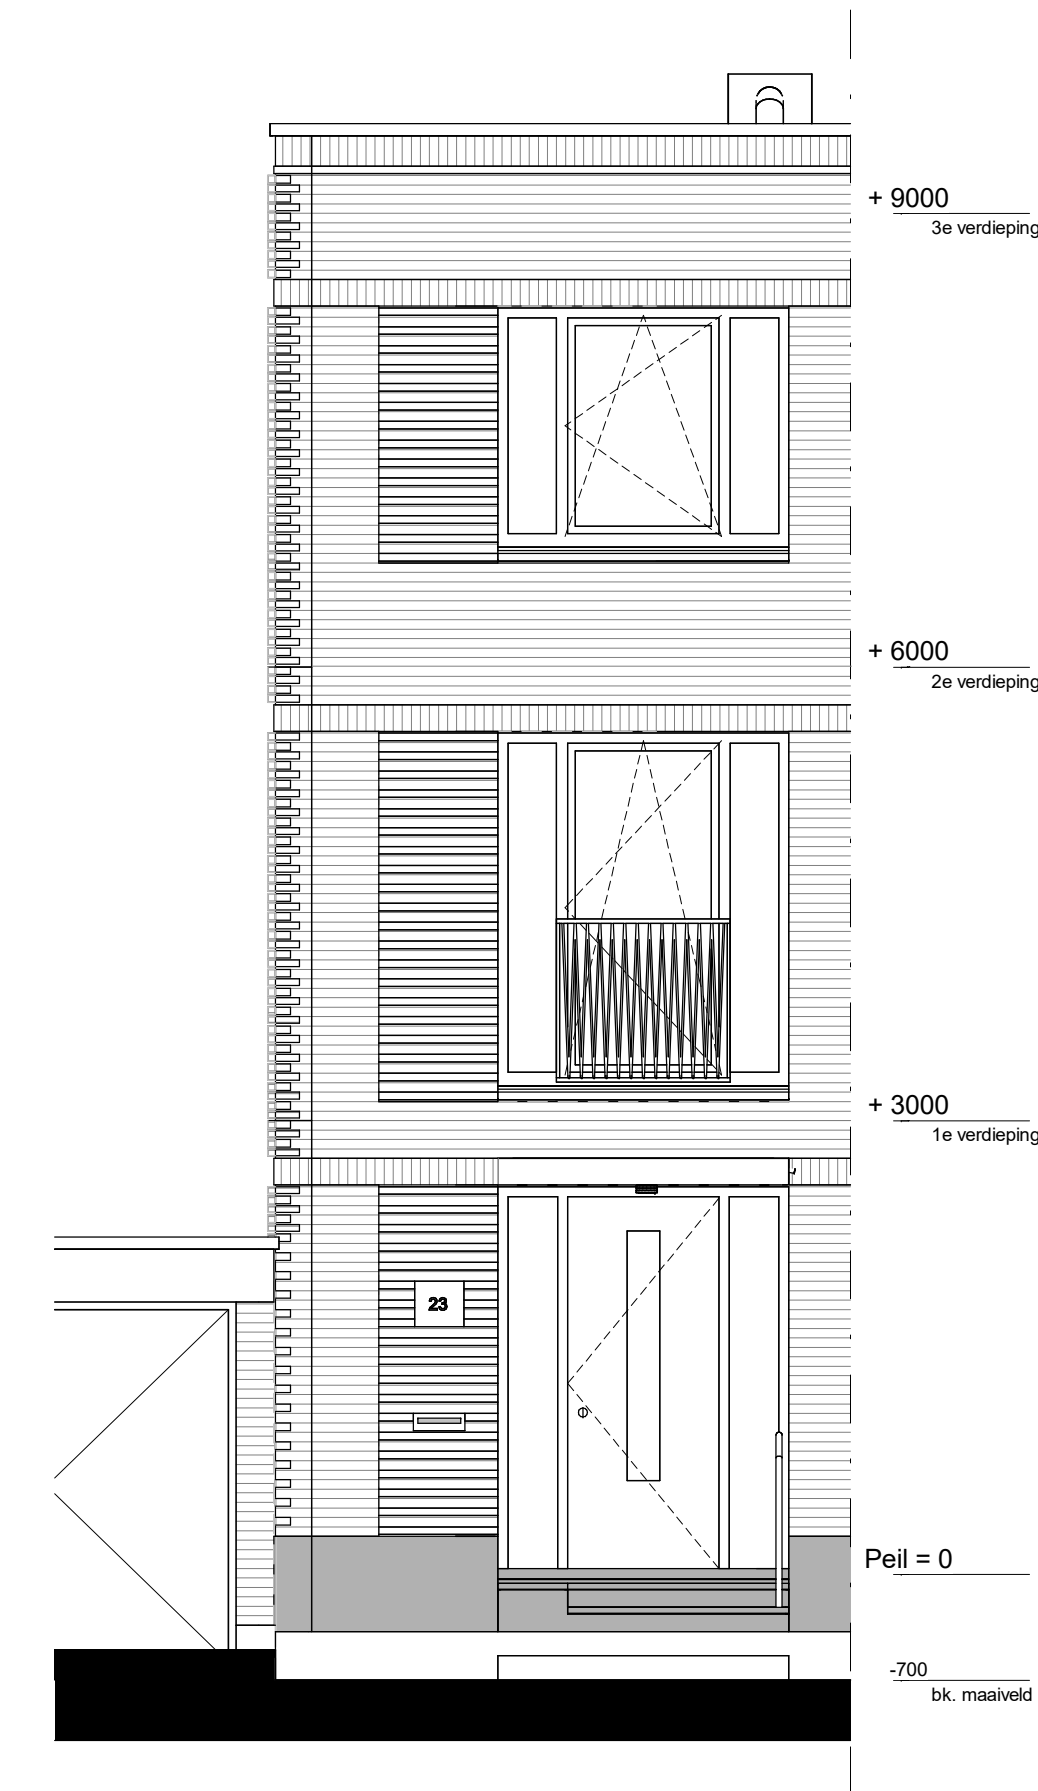 + 9000
3e verdieping
+ 6000
2e verdieping
+ 3000
1e verdieping
23
Peil = 0
-700
bk. maaiveld